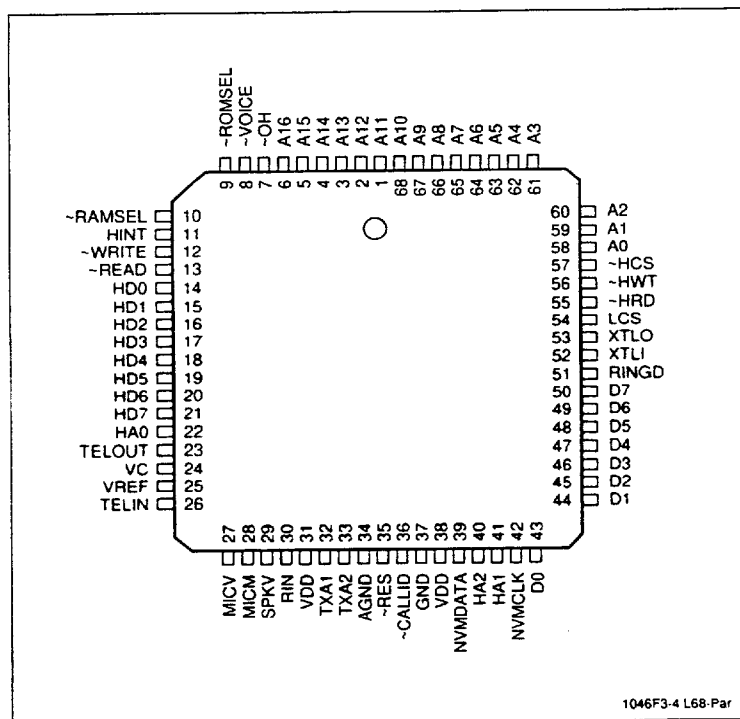 ~ROMSEL
~VOICE
~OH
A16
A15
A14
A13
A12
A11
A10
A9
A8
A7
A6
A5
A4
A3
9 8 7 6 5 4 3 2 1 68 67 66 65 64 63 62 61
~RAMSEL 10
HINT 11
~WRITE 12
~READ 13
HD0 14
HD1 15
HD2 16
HD3 17
HD4 18
HD5 19
HD6 20
HD7 21
HA0 22
TELOUT 23
VC 24
VREF 25
TELIN 26
60 A2
59 A1
58 A0
57 ~HCS
56 ~HWT
55 ~HRD
54 LCS
53 XTLO
52 XTLI
51 RINGD
50 D7
49 D6
48 D5
47 D4
46 D3
45 D2
44 D1
27 28 29 30 31 32 33 34 35 36 37 38 39 40 41 42 43
MICV
MICM
SPKV
RIN
VDD
TXA1
TXA2
AGND
~RES
~CALLID
GND
VDD
NVMDATA
HA2
HA1
NVMCLK
D0
1046F3-4 L68-Par